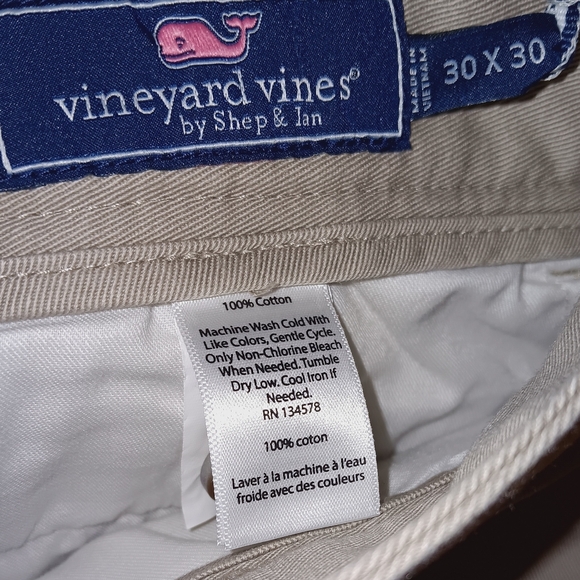 vineyard vines®
by Shep & Ian
MADE IN
VIETNAM
30 X 30
100% Cotton
Machine Wash Cold With
Like Colors, Gentle Cycle.
Only Non-Chlorine Bleach
When Needed. Tumble
Dry Low. Cool Iron If
Needed.
RN 134578
100% coton
Laver à la machine à l'eau
froide avec des couleurs